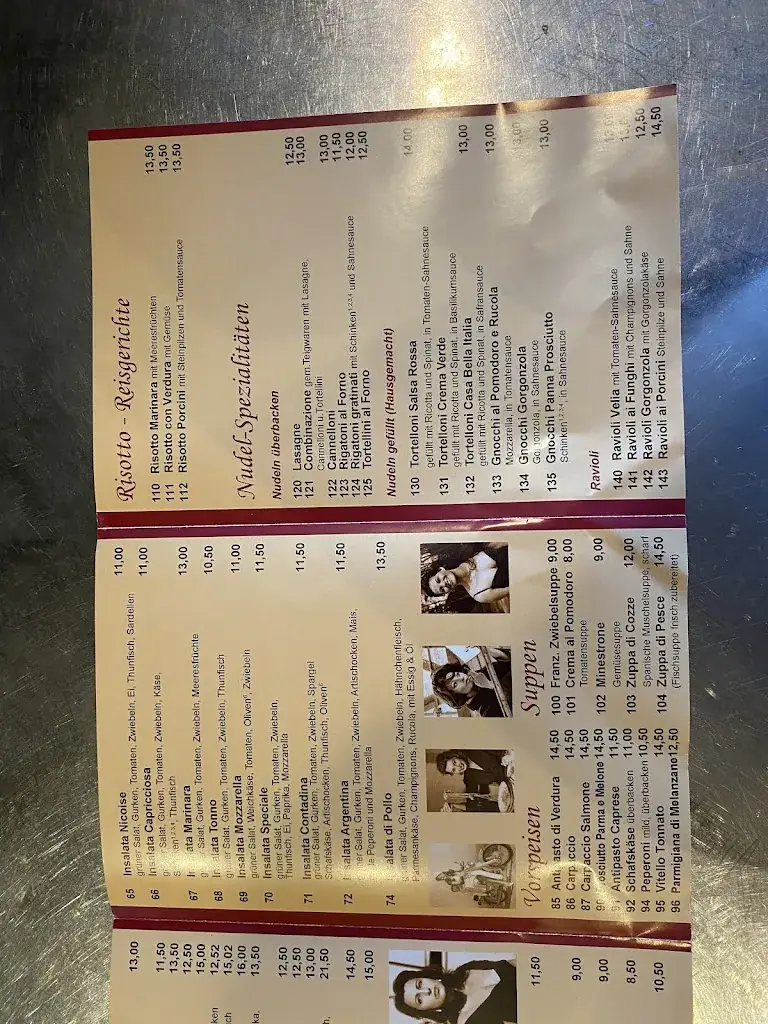 13,00
11,50
13,50
12,50
15,00
12,52
15,02
16,00
13,50
12,50
12,50
13,00
21,50
14,50
15,00
11,50
9,00
9,00
8,50
10,50
65 Insalata Nicoise 11,00
grüner Salat, Gurken, Tomaten, Zwiebeln, Ei, Thunfisch, Sardellen
66 Insalata Capricciosa 11,00
Salat, Gurken, Tomaten, Zwiebeln, Käse,
Thunfisch
67 Marinara 13,00
Salat, Gurken, Tomaten, Zwiebeln, Meeresfrüchte
68 Tonno 10,50
Salat, Gurken, Tomaten, Zwiebeln, Thunfisch
69 Insalata Mozzarella 11,00
grüner Salat, Weichkäse, Tomaten, Oliven⁶, Zwiebeln
70 Insalata Speciale 11,50
grüner Salat, Gurken, Tomaten, Zwiebeln,
Thunfisch, Ei, Paprika, Mozzarella
71 Insalata Contadina 11,50
grüner Salat, Gurken, Tomaten, Zwiebeln, Spargel
Schafskäse, Artischocken, Thunfisch, Oliven⁶
72 Insalata Argentina 11,50
grüner Salat, Gurken, Tomaten, Zwiebeln, Artischocken, Mais,
Peperoni und Mozzarella
74 Insalata di Pollo 13,50
grüner Salat, Gurken, Tomaten, Zwiebeln, Hähnchenfleisch,
Parmesankäse, Champignons, Rucola, mit Essig & Öl
Vorspeisen
85 Antipasto di Verdura 14,50
86 Carpaccio 14,50
87 Carpaccio Salmone 14,50
90 Prosciutto Parma e Melone 14,50
91 Antipasto Caprese 11,50
92 Schafskäse überbacken 11,00
94 Peperoni mild, überbacken 10,50
95 Vitello Tonnato 14,50
96 Parmigiana di Melanzane 12,50
Suppen
100 Franz. Zwiebelsuppe 9,00
101 Crema al Pomodoro 8,00
Tomatensuppe
102 Minestrone 9,00
Gemüsesuppe
103 Zuppa di Cozze 12,00
Spanische Muschelsuppe, scharf
104 Zuppa di Pesce 14,50
(Fischsuppe frisch zubereitet)
Risotto - Reisgerichte
110 Risotto Marinara mit Meeresfrüchten 13,50
111 Risotto con Verdura mit Gemüse 13,50
112 Risotto Porcini mit Steinpilzen und Tomatensauce 13,50
Nudel-Spezialitäten
Nudeln überbacken
120 Lasagne 12,50
121 Combinazione gem.Teigwaren mit Lasagne, 13,00
Cannelloni u.Tortellini
122 Cannelloni 13,00
123 Rigatoni al Forno 11,50
124 Rigatoni gratinati mit Schinken¹,²,³,⁴ und Sahnesauce 12,00
125 Tortellini al Forno 12,50
Nudeln gefüllt (Hausgemacht)
130 Tortelloni Salsa Rossa 14,00
gefüllt mit Ricotta und Spinat, in Tomaten-Sahnesauce
131 Tortelloni Crema Verde
gefüllt mit Ricotta und Spinat, in Basilikumsauce
132 Tortelloni Casa Bella Italia 13,00
gefüllt mit Ricotta und Spinat, in Safransauce
133 Gnocchi al Pomodoro e Rucola 13,00
Mozzarella, in Tomatensauce
134 Gnocchi Gorgonzola 13,00
Gorgonzola, in Sahnesauce
135 Gnocchi Panna Prosciutto 13,00
Schinken¹,²,³,⁴, in Sahnesauce
Ravioli
140 Ravioli Velia mit Tomaten-Sahnesauce
141 Ravioli ai Funghi mit Champignons und Sahne
142 Ravioli Gorgonzola mit Gorgonzolakäse 12,50
143 Ravioli ai Porcini Steinpilze und Sahne 14,50